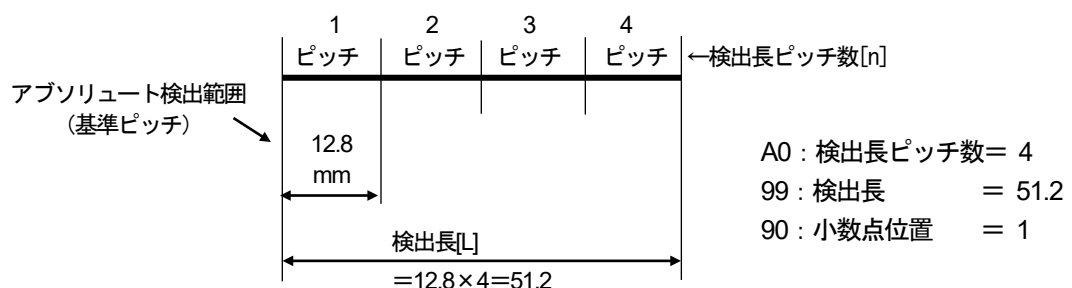 1 2 3 4
ピッチ ピッチ ピッチ ピッチ ←検出長ピッチ数[n]
アブソリュート検出範囲
（基準ピッチ）
12.8
mm
A0：検出長ピッチ数＝ 4
99：検出長 ＝ 51.2
90：小数点位置 ＝ 1
検出長[L]
＝12.8×4＝51.2